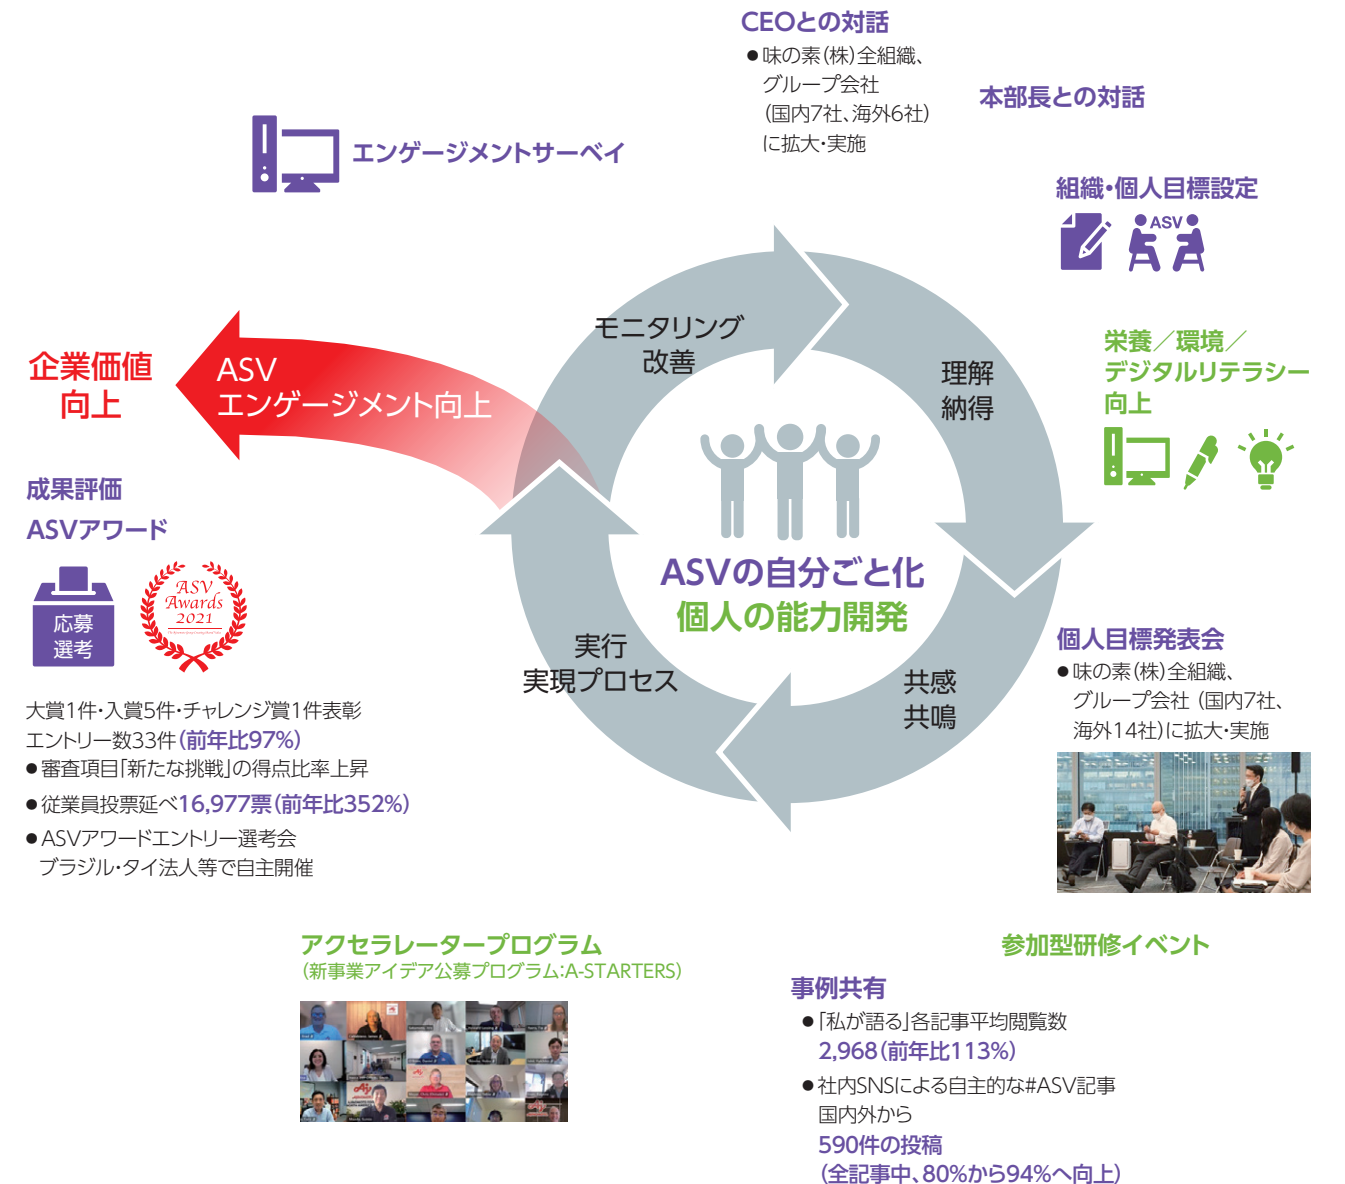 CEOとの対話
●味の素(株)全組織、
グループ会社
(国内7社、海外6社)
に拡大・実施
本部長との対話
エンゲージメントサーベイ
組織・個人目標設定
ASV
栄養／環境／
デジタルリテラシー
向上
モニタリング
改善
理解
納得
企業価値
向上
ASV
エンゲージメント向上
ASVの自分ごと化
個人の能力開発
実行
実現プロセス
共感
共鳴
成果評価
ASVアワード
応募
選考
ASV
Awards
2021
大賞1件・入賞5件・チャレンジ賞1件表彰
エントリー数33件(前年比97%)
●審査項目「新たな挑戦」の得点比率上昇
●従業員投票延べ16,977票(前年比352%)
●ASVアワードエントリー選考会
ブラジル・タイ法人等で自主開催
個人目標発表会
●味の素(株)全組織、
グループ会社 (国内7社、
海外14社)に拡大・実施
アクセラレータープログラム
(新事業アイデア公募プログラム:A-STARTERS)
参加型研修イベント
事例共有
●「私が語る」各記事平均閲覧数
2,968(前年比113%)
●社内SNSによる自主的な#ASV記事
国内外から
590件の投稿
(全記事中、80%から94%へ向上)